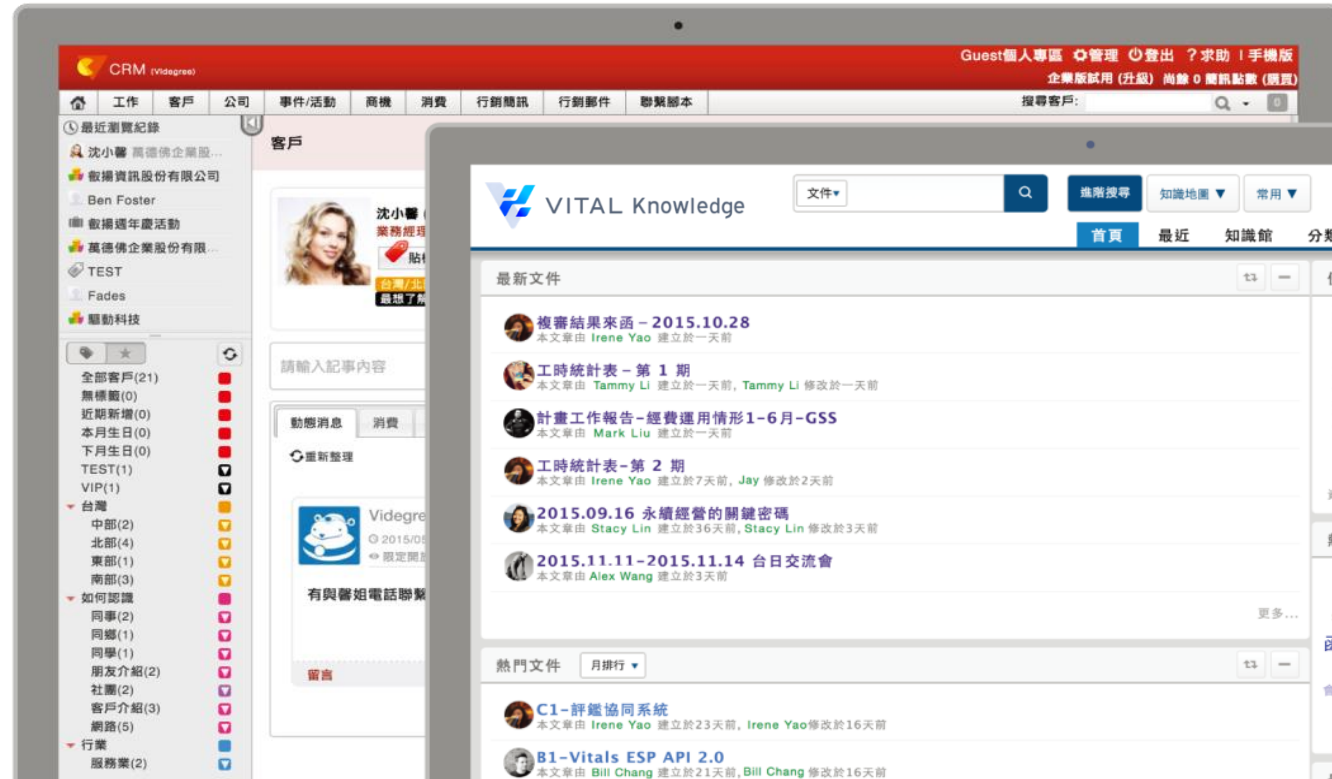 CRM (Videgree)
Guest個人專區 管理 登出 ?求助 | 手機版
企業版試用 (升級) 尚餘 0 簡訊點數 (購買)
工作 客戶 公司 事件/活動 商機 消費 行銷簡訊 行銷郵件 聯繫腳本 搜尋客戶: 0
最近瀏覽紀錄
沈小馨 萬德佛企業股...
叡揚資訊股份有限公司
Ben Foster
叡揚週年慶活動
萬德佛企業股份有限...
TEST
Fades
驅動科技
全部客戶(21)
無標籤(0)
近期新增(0)
本月生日(0)
下月生日(0)
TEST(1)
VIP(1)
台灣
中部(2)
北部(4)
東部(1)
南部(3)
如何認識
同事(2)
同鄉(1)
同學(1)
朋友介紹(2)
社團(2)
客戶介紹(3)
網路(5)
行業
服務業(2)
客戶
沈小馨 (
業務經理
貼
台灣/北
最想了解
請輸入記事內容
動態消息 消費
重新整理
Videgre
2015/05
限定開放
有與馨姐電話聯繫
留言
VITAL Knowledge
文件 進階搜尋 知識地圖 常用
首頁 最近 知識館 分類
最新文件
複審結果來函－2015.10.28
本文章由 Irene Yao 建立於一天前
工時統計表－第 1 期
本文章由 Tammy Li 建立於一天前, Tammy Li 修改於一天前
計畫工作報告-經費運用情形1-6月-GSS
本文章由 Mark Liu 建立於一天前
工時統計表-第 2 期
本文章由 Irene Yao 建立於7天前, Jay 修改於2天前
2015.09.16 永續經營的關鍵密碼
本文章由 Stacy Lin 建立於36天前,Stacy Lin 修改於3天前
2015.11.11-2015.11.14 台日交流會
本文章由 Alex Wang 建立於3天前
更多...
熱門文件 月排行
C1-評鑑協同系統
本文章由 Irene Yao 建立於23天前, Irene Yao修改於16天前
B1-Vitals ESP API 2.0
本文章由 Bill Chang 建立於21天前,Bill Chang 修改於16天前